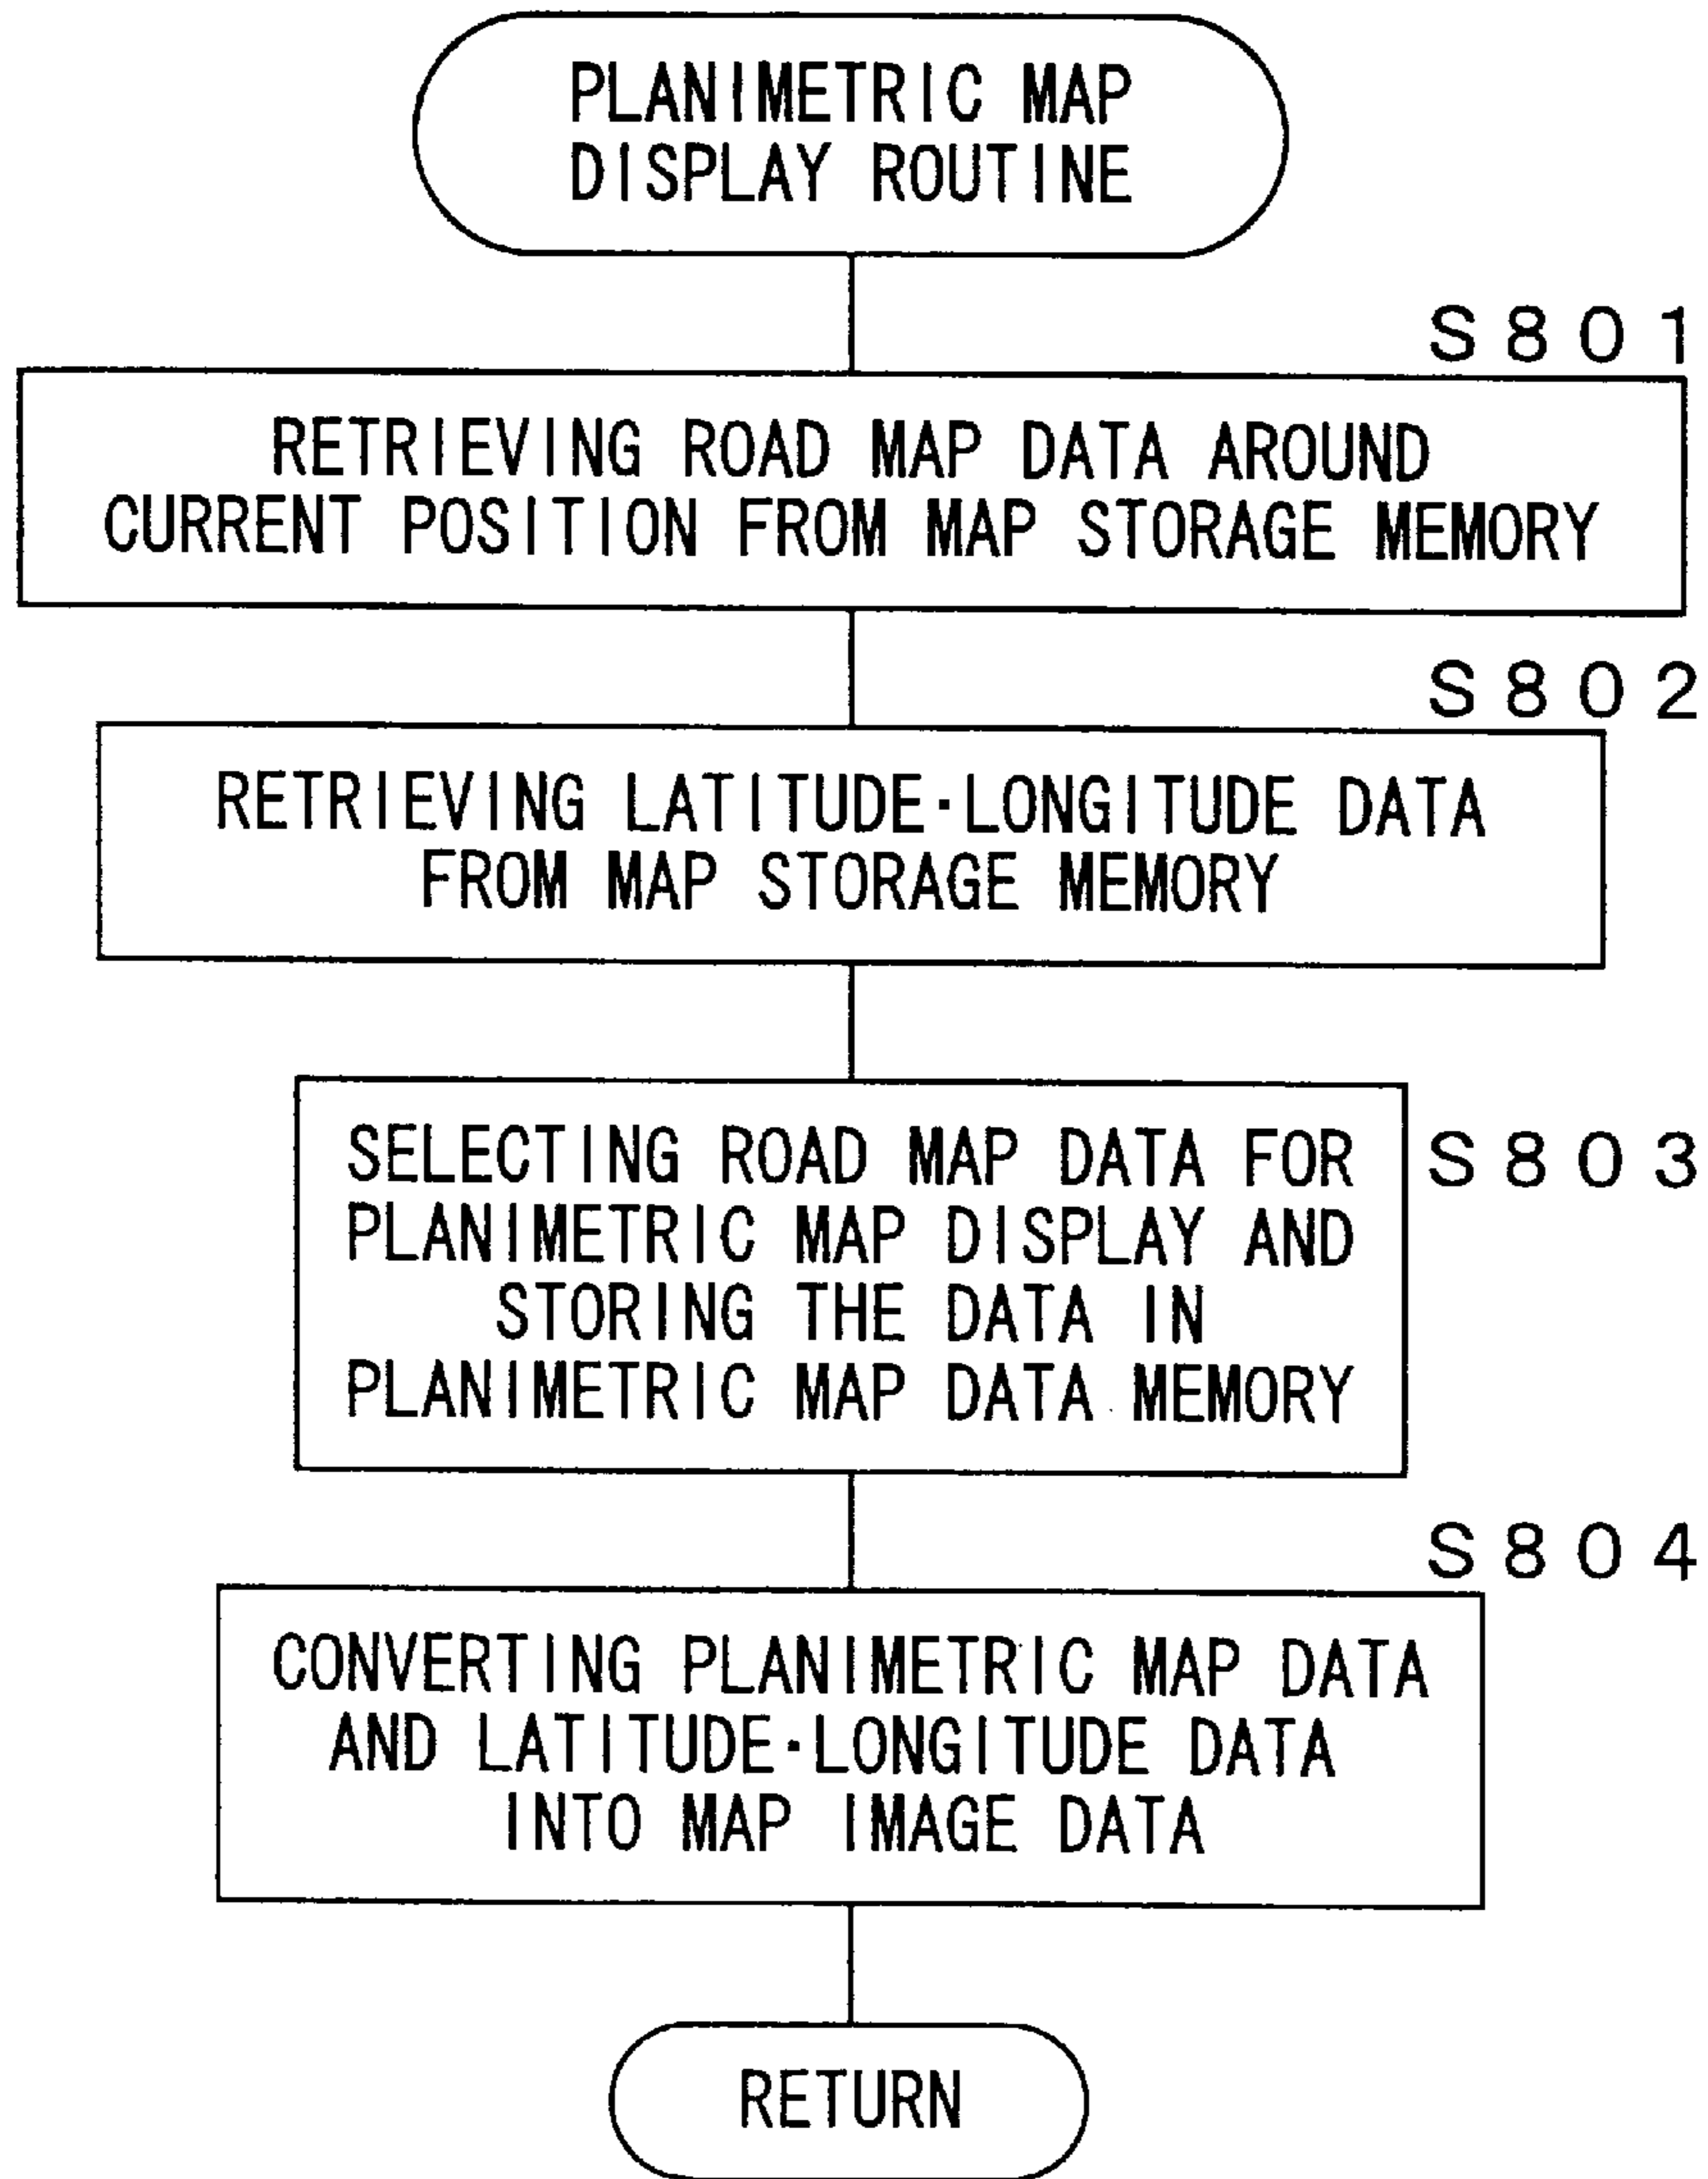 PLANIMETRIC MAP
DISPLAY ROUTINE
S801
RETRIEVING ROAD MAP DATA AROUND
CURRENT POSITION FROM MAP STORAGE MEMORY
S802
RETRIEVING LATITUDE·LONGITUDE DATA
FROM MAP STORAGE MEMORY
S803
SELECTING ROAD MAP DATA FOR
PLANIMETRIC MAP DISPLAY AND
STORING THE DATA IN
PLANIMETRIC MAP DATA MEMORY
S804
CONVERTING PLANIMETRIC MAP DATA
AND LATITUDE·LONGITUDE DATA
INTO MAP IMAGE DATA
RETURN